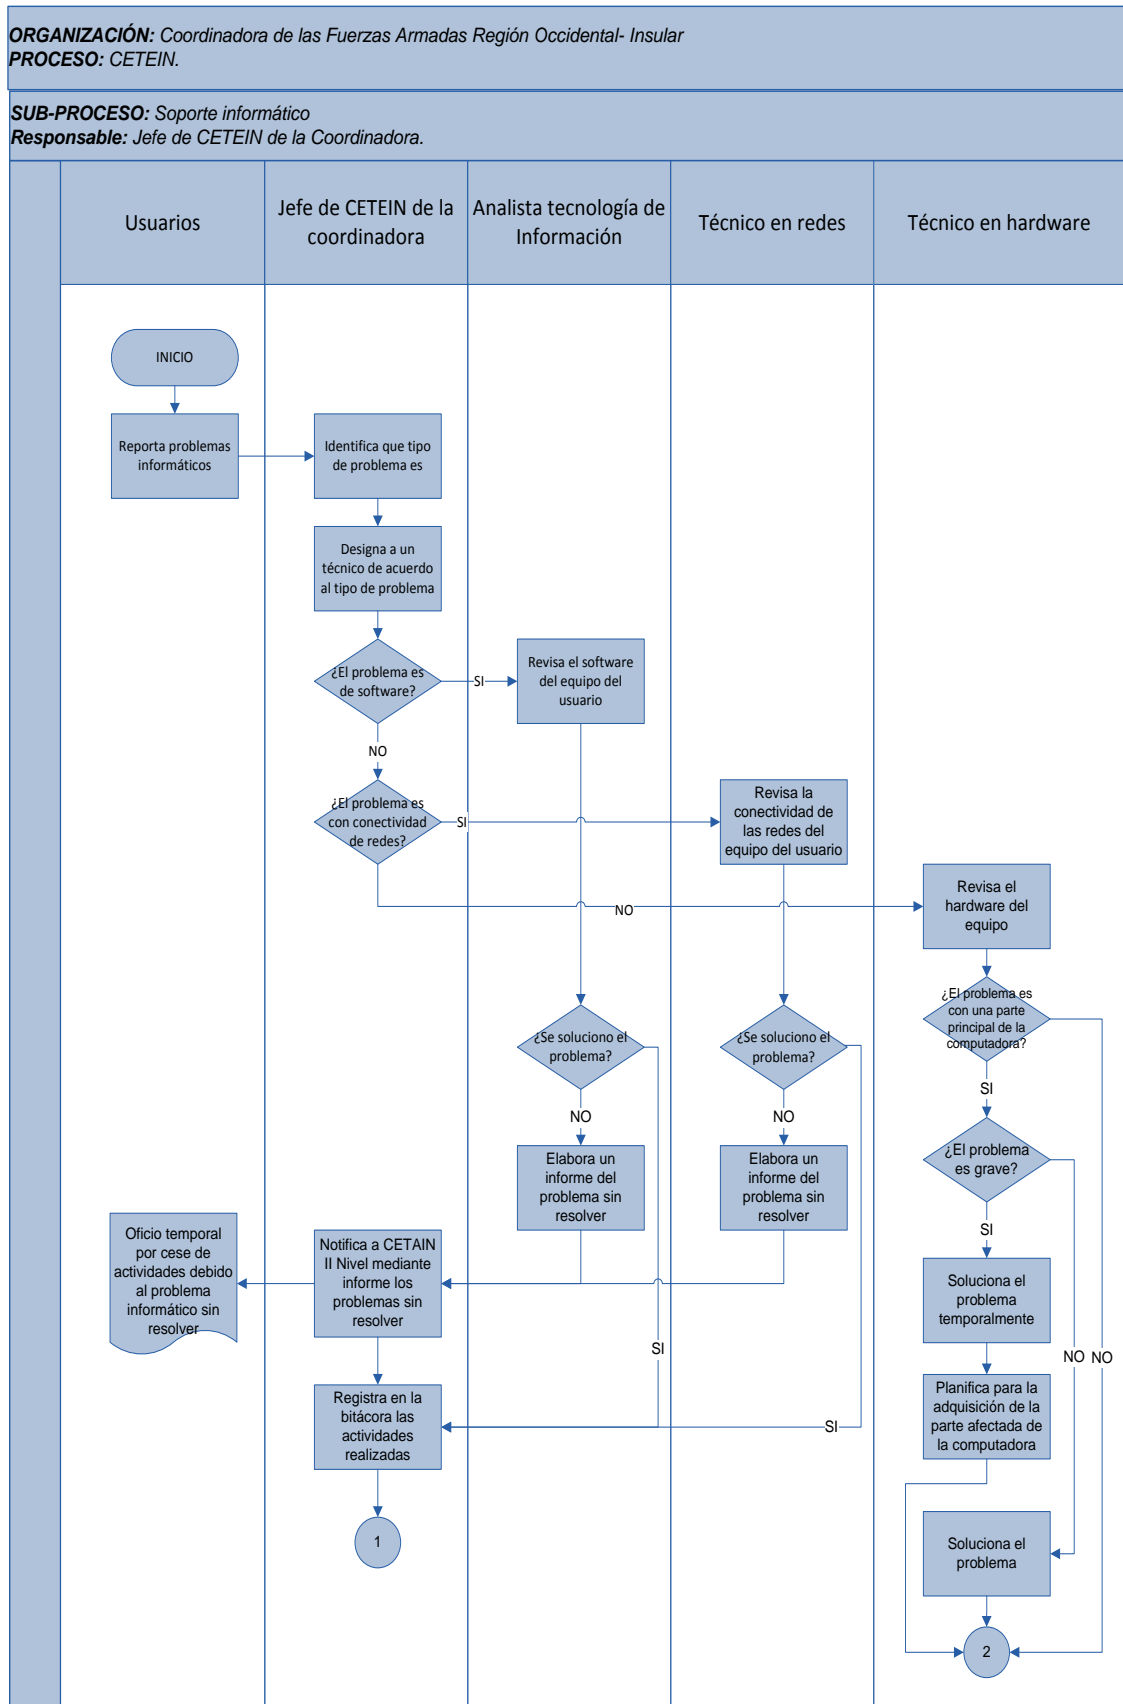 ORGANIZACIÓN: Coordinadora de las Fuerzas Armadas Región Occidental- Insular
PROCESO: CETEIN.
SUB-PROCESO: Soporte informático
Responsable: Jefe de CETEIN de la Coordinadora.
Usuarios
Jefe de CETEIN de la
coordinadora
Analista tecnología de
Información
Técnico en redes
Técnico en hardware
INICIO
Reporta problemas
informáticos
Identifica que tipo
de problema es
Designa a un
técnico de acuerdo
al tipo de problema
¿El problema es
de software?
SI
Revisa el software
del equipo del
usuario
NO
¿El problema es
con conectividad
de redes?
SI
Revisa la
conectividad de
las redes del
equipo del usuario
NO
Revisa el
hardware del
equipo
¿El problema es
con una parte
principal de la
computadora?
¿Se soluciono el
problema?
¿Se soluciono el
problema?
SI
NO
NO
¿El problema
es grave?
Elabora un
informe del
problema sin
resolver
Elabora un
informe del
problema sin
resolver
SI
Oficio temporal
por cese de
actividades debido
al problema
informático sin
resolver
Notifica a CETAIN
II Nivel mediante
informe los
problemas sin
resolver
Soluciona el
problema
temporalmente
SI
NO
NO
Registra en la
bitácora las
actividades
realizadas
SI
Planifica para la
adquisición de la
parte afectada de
la computadora
1
Soluciona el
problema
2